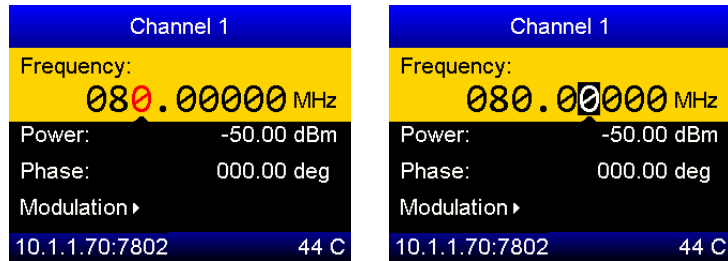 Channel 1
Frequency:
080.00000 MHz
Power: -50.00 dBm
Phase: 000.00 deg
Modulation ▸
10.1.1.70:7802 44 C
Channel 1
Frequency:
080.00000 MHz
Power: -50.00 dBm
Phase: 000.00 deg
Modulation ▸
10.1.1.70:7802 44 C